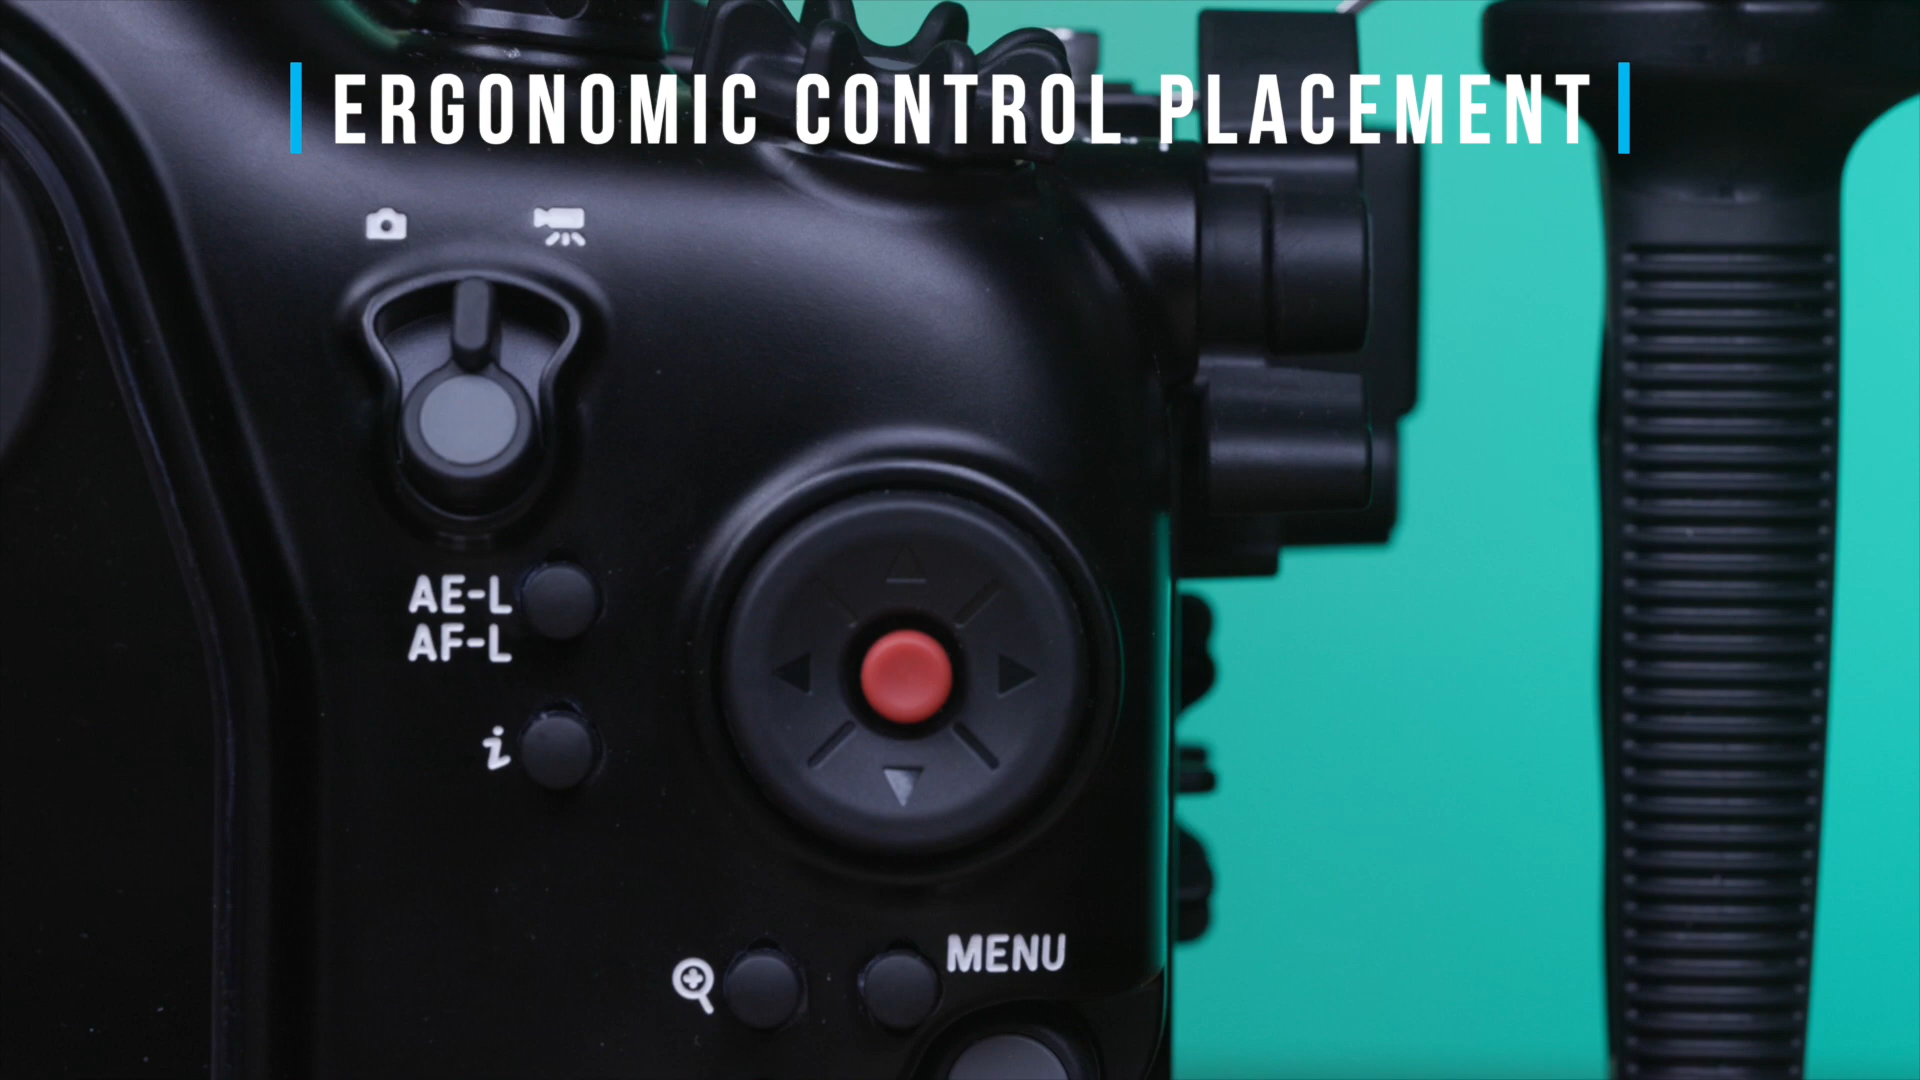 ERGONOMIC CONTROL PLACEMENT
AE-L
AF-L
i
MENU